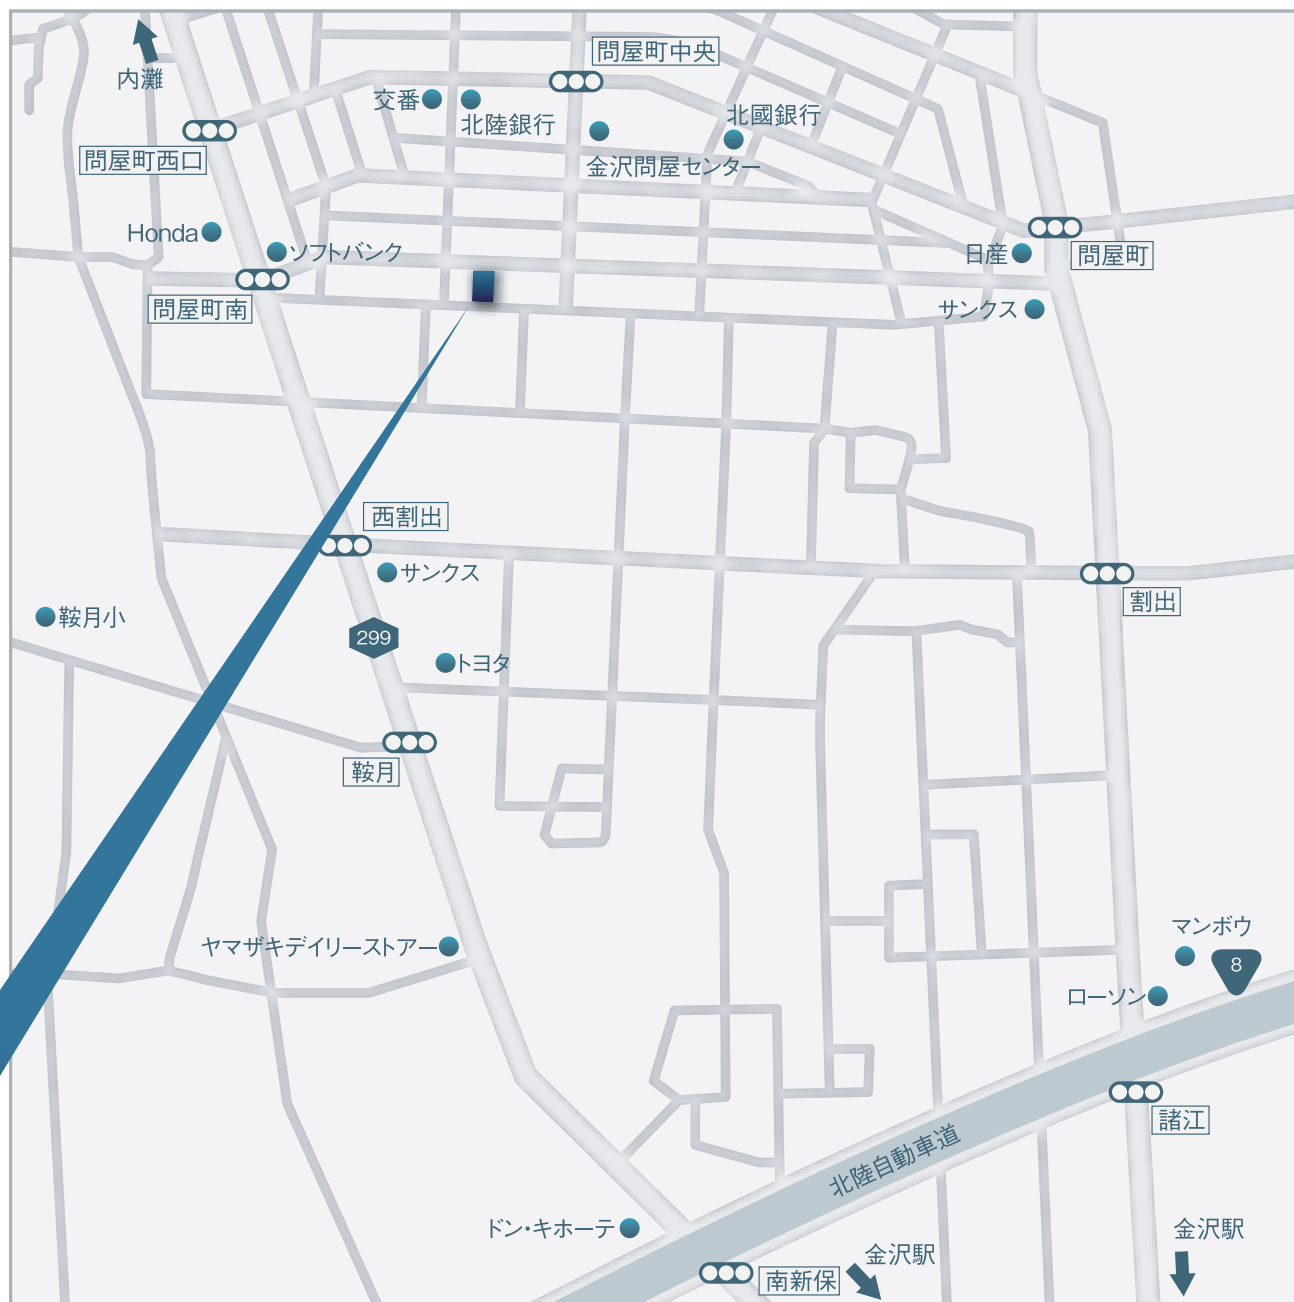 内灘
問屋町中央
交番
北陸銀行
北國銀行
問屋町西口
金沢問屋センター
Honda
ソフトバンク
日産
問屋町
問屋町南
サンクス
西割出
サンクス
割出
鞍月小
299
トヨタ
鞍月
マンボウ
ヤマザキデイリーストアー
8
ローソン
諸江
北陸自動車道
ドン・キホーテ
金沢駅
金沢駅
南新保